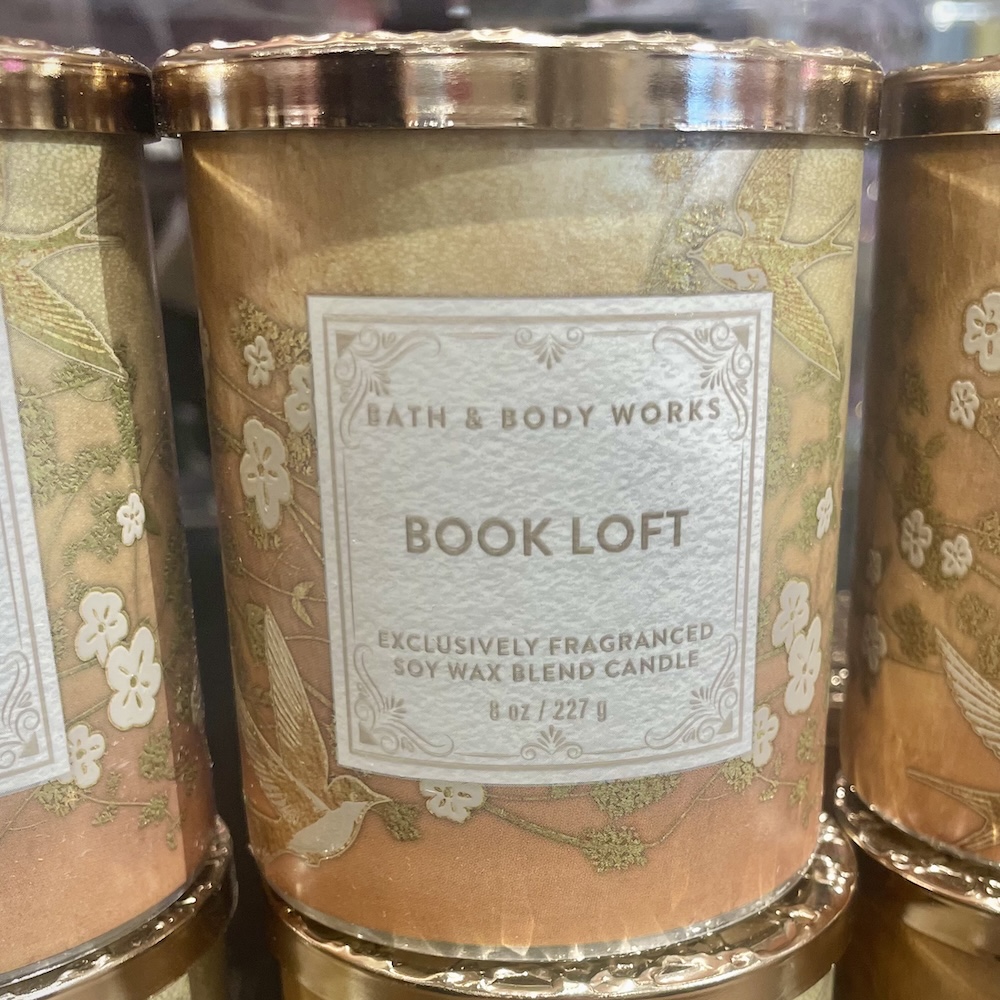 BATH & BODY WORKS
BOOK LOFT
EXCLUSIVELY FRAGRANCED
SOY WAX BLEND CANDLE
8 oz / 227 g